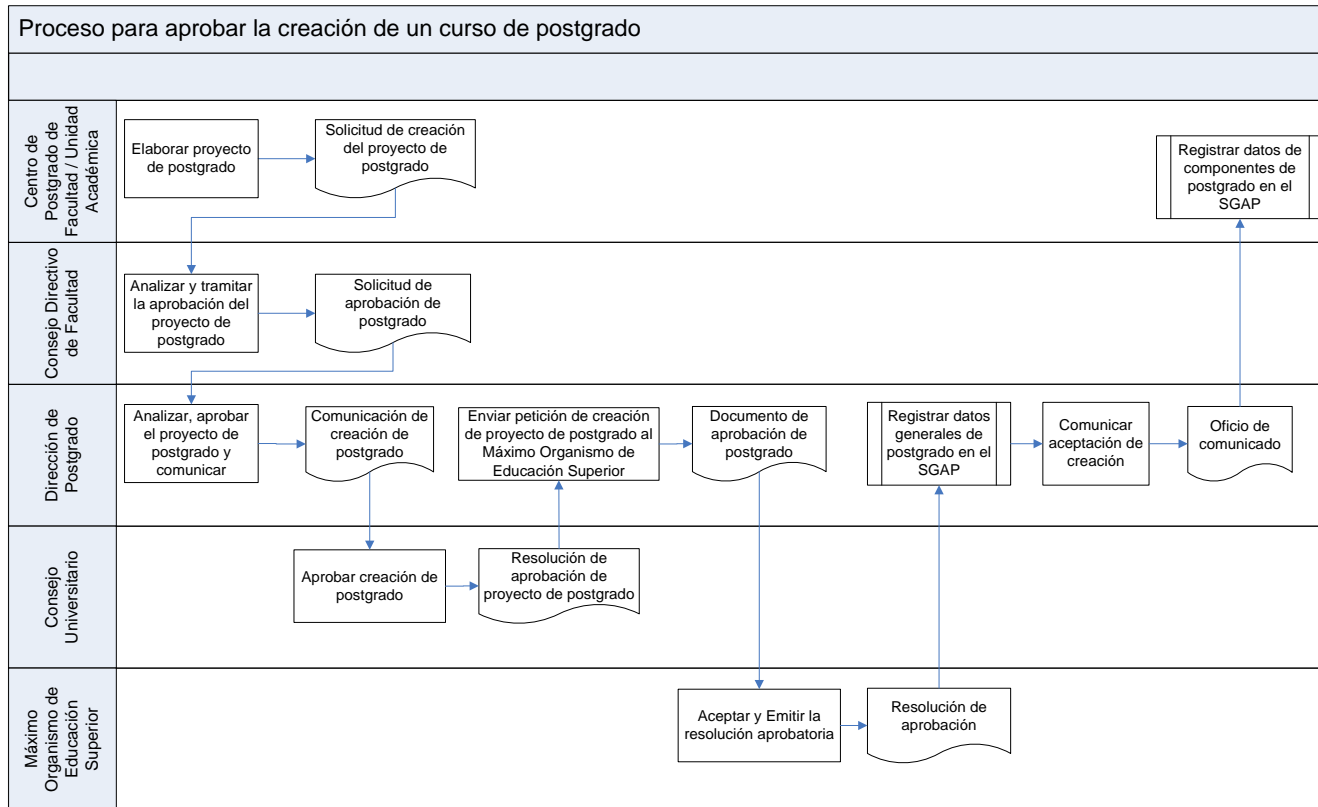 Proceso para aprobar la creación de un curso de postgrado
Centro de
Postgrado de
Facultad / Unidad
Académica
Elaborar proyecto
de postgrado
Solicitud de creación
del proyecto de
postgrado
Registrar datos de
componentes de
postgrado en el
SGAP
Consejo Directivo
de Facultad
Analizar y tramitar
la aprobación del
proyecto de
postgrado
Solicitud de
aprobación de
postgrado
Dirección de
Postgrado
Analizar, aprobar
el proyecto de
postgrado y
comunicar
Comunicación de
creación de
postgrado
Enviar petición de creación
de proyecto de postgrado al
Máximo Organismo de
Educación Superior
Documento de
aprobación de
postgrado
Registrar datos
generales de
postgrado en el
SGAP
Comunicar
aceptación de
creación
Oficio de
comunicado
Consejo
Universitario
Aprobar creación de
postgrado
Resolución de
aprobación de
proyecto de postgrado
Máximo
Organismo de
Educación
Superior
Aceptar y Emitir la
resolución aprobatoria
Resolución de
aprobación